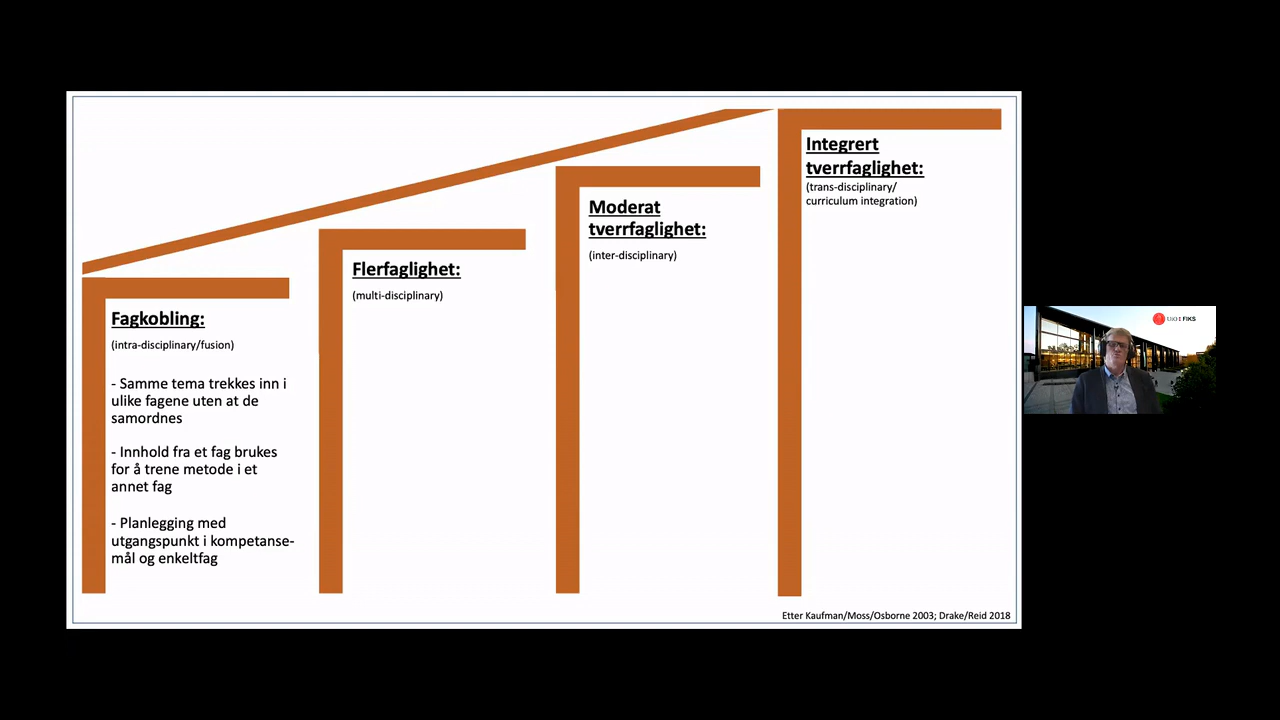 Fagkobling:
(intra-disciplinary/fusion)
- Samme tema trekkes inn i
ulike fagene uten at de
samordnes
- Innhold fra et fag brukes
for å trene metode i et
annet fag
- Planlegging med
utgangspunkt i kompetanse-
mål og enkeltfag
Flerfaglighet:
(multi-disciplinary)
Moderat
tverrfaglighet:
(inter-disciplinary)
Integrert
tverrfaglighet:
(trans-disciplinary/
curriculum integration)
Etter Kaufman/Moss/Osborne 2003; Drake/Reid 2018
UiO FIKS